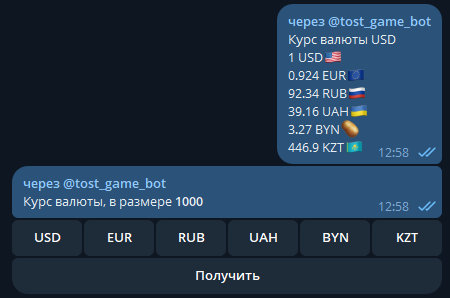 через @tost_game_bot
Курс валюты USD
1 USD🇺🇸
0.924 EUR🇪🇺
92.34 RUB🇷🇺
39.16 UAH🇺🇦
3.27 BYN🥔
446.9 KZT🇰🇿
12:58
через @tost_game_bot
Курс валюты, в размере 1000
12:58
USD EUR RUB UAH BYN KZT
Получить